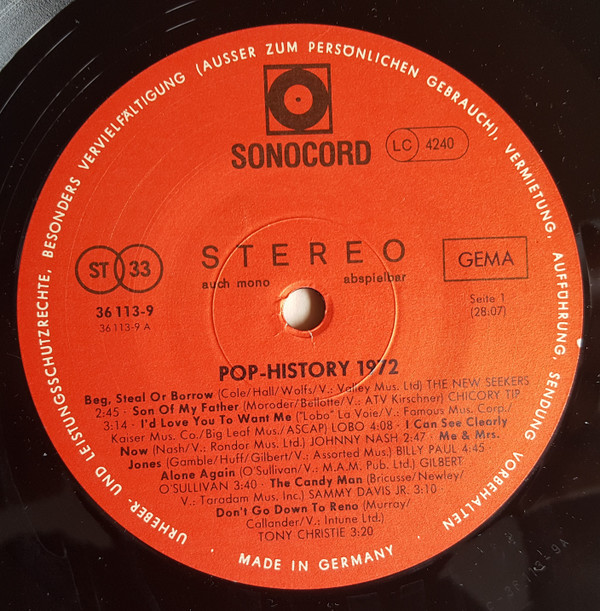 URHEBER- UND LEISTUNGSSCHUTZRECHTE, BESONDERS VERVIELFÄLTIGUNG (AUSSER ZUM PERSÖNLICHEN GEBRAUCH), VERMIETUNG, AUFFÜHRUNG, SENDUNG VORBEHALTEN ·
SONOCORD
LC 4240
STEREO
auch mono abspielbar
ST 33
GEMA
36 113-9
36 113-9 A
Seite 1
(28:07)
POP-HISTORY 1972
Beg, Steal Or Borrow (Cole/Hall/Wolfs/V.: Valley Mus. Ltd) THE NEW SEEKERS
2:45 · Son Of My Father (Moroder/Bellotte/V.: ATV Kirschner) CHICORY TIP
3:14 · I'd Love You To Want Me ("Lobo" La Voie/V.: Famous Mus. Corp./
Kaiser Mus. Co./Big Leaf Mus./ASCAP) LOBO 4:08 · I Can See Clearly
Now (Nash/V.: Rondor Mus. Ltd.) JOHNNY NASH 2:47 · Me & Mrs.
Jones (Gamble/Huff/Gilbert/V.: Assorted Mus.) BILLY PAUL 4:45
Alone Again (O'Sullivan/V.: M.A.M. Pub. Ltd.) GILBERT
O'SULLIVAN 3:40 · The Candy Man (Bricusse/Newley/
V.: Taradam Mus. Inc.) SAMMY DAVIS JR. 3:10 ·
Don't Go Down To Reno (Murray/
Callander/V.: Intune Ltd.)
TONY CHRISTIE 3:20
· MADE IN GERMANY ·